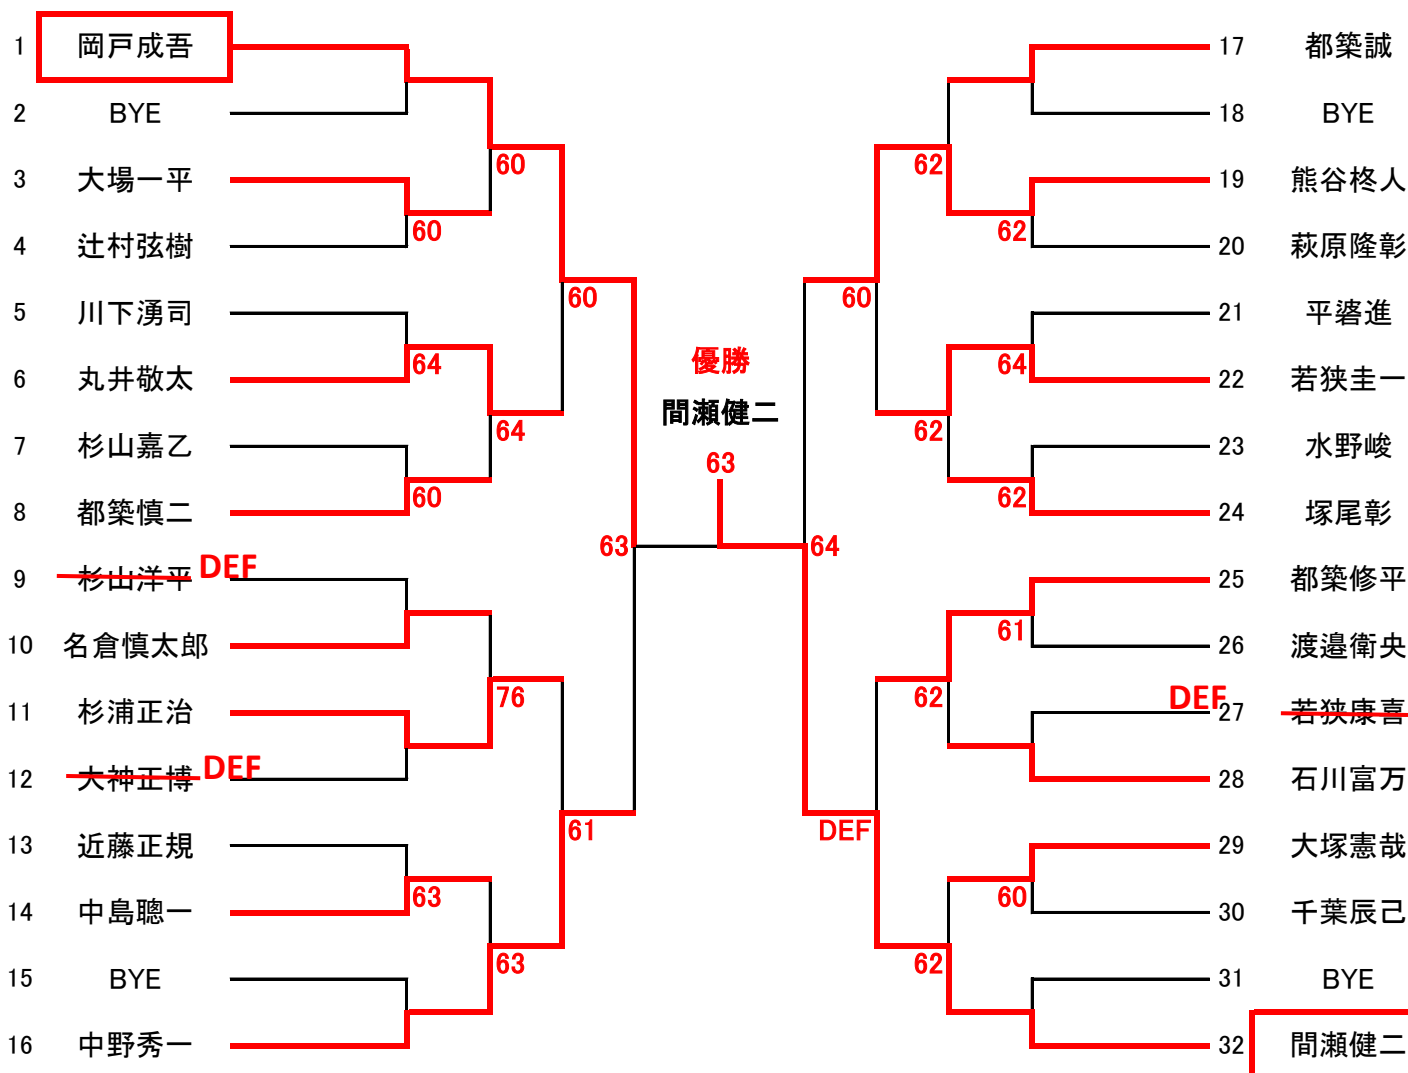 1 岡戸成吾
2 BYE
60
3 大場一平
60
4 辻村弦樹
60
5 川下湧司
64
6 丸井敬太
64
7 杉山嘉乙
60
8 都築慎二
63
9 杉山洋平 DEF
10 名倉慎太郎
76
11 杉浦正治
12 大神正博 DEF
61
13 近藤正規
63
14 中島聰一
63
15 BYE
16 中野秀一
優勝
間瀬健二
63
17 都築誠
18 BYE
62
19 熊谷柊人
62
20 萩原隆彰
60
21 平碆進
64
22 若狭圭一
62
23 水野峻
62
24 塚尾彰
64
25 都築修平
61
26 渡邉衛央
62
DEF 27 若狭康喜
28 石川富万
DEF
29 大塚憲哉
60
30 千葉辰己
62
31 BYE
32 間瀬健二